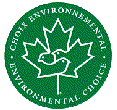 CHOIX ENVIRONNEMENTAL
• ENVIRONMENTAL CHOICE •